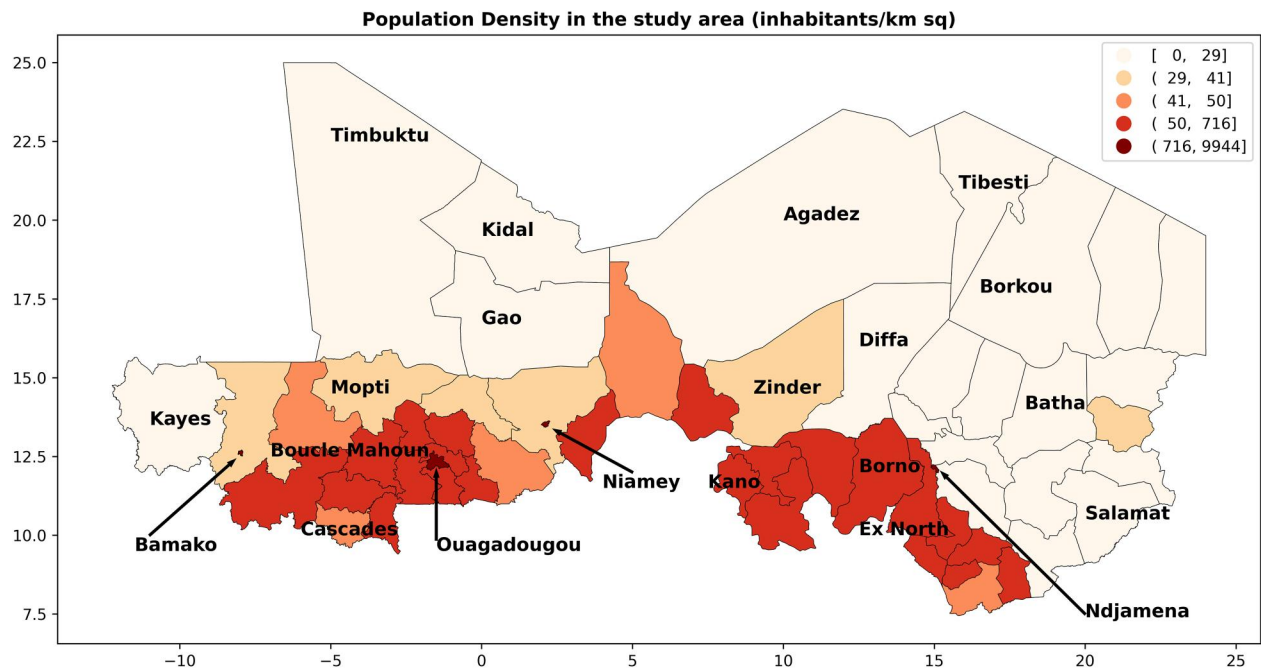 Population Density in the study area (inhabitants/km sq)
[ 0, 29]
( 29, 41]
( 41, 50]
( 50, 716]
( 716, 9944]
25.0
22.5
20.0
17.5
15.0
12.5
10.0
7.5
Timbuktu
Tibesti
Agadez
Kidal
Borkou
Gao
Diffa
Mopti
Zinder
Batha
Kayes
Boucle Mahoun
Borno
Niamey
Kano
Salamat
Cascades
Ex North
Bamako
Ouagadougou
Ndjamena
−10
−5
0
5
10
15
20
25